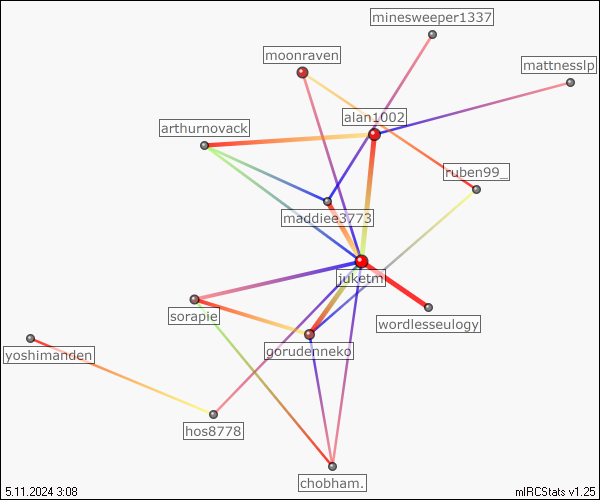 minesweeper1337
moonraven
mattnesslp
alan1002
arthurnovack
ruben99_
maddiee3773
juketm
sorapie
wordlesseulogy
gorudenneko
yoshimanden
hos8778
chobham.
5.11.2024 3:08
mIRCStats v1.25